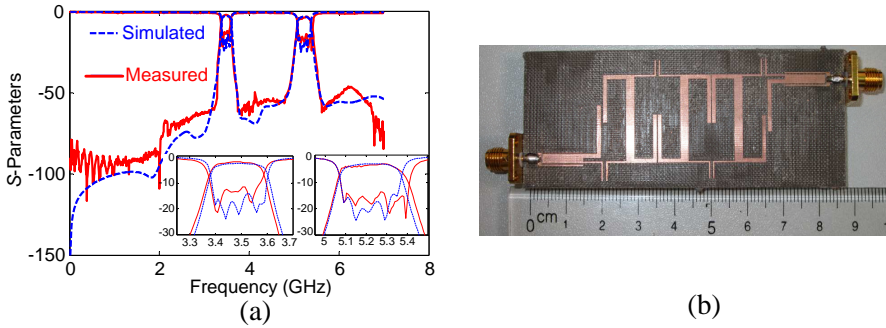 (a)
S-Parameters
0
-50
-100
-150
Simulated
Measured
0
-10
-20
-30
3.3 3.4 3.5 3.6 3.7
0
-10
-20
-30
5 5.1 5.2 5.3 5.4
0 2 4 6 8
Frequency (GHz)
(a)
0 cm 1 2 3 4 5 6 7 8 9 1
(b)